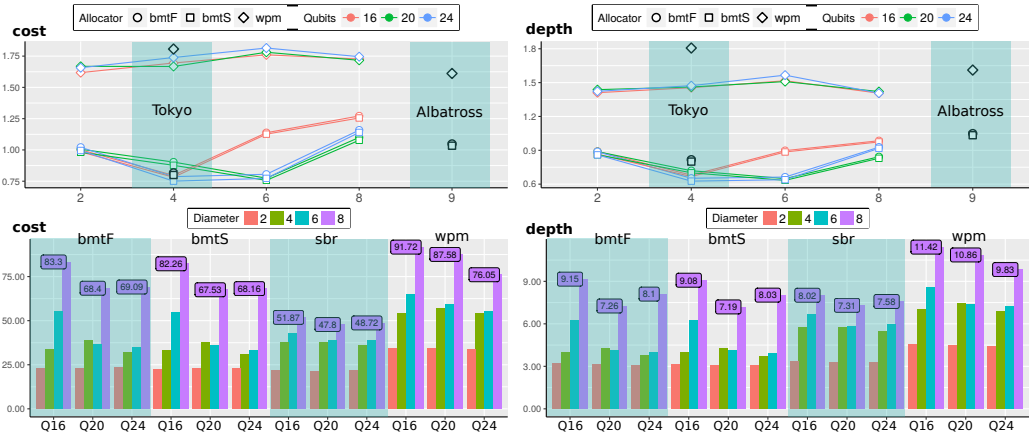 Allocator bmtF bmtS wpm Qubits 16 20 24
cost
1.75
1.50
1.25
1.00
0.75
Tokyo
Albatross
2 4 6 8 9
Allocator bmtF bmtS wpm Qubits 16 20 24
depth
1.8
1.5
1.2
0.9
0.6
Tokyo
Albatross
2 4 6 8 9
Diameter 2 4 6 8
cost
bmtF bmtS sbr wpm
75.00
50.00
25.00
0.00
83.3 68.4 69.09 82.26 67.53 68.16 51.87 47.8 48.72 91.72 87.58 76.05
Q16 Q20 Q24 Q16 Q20 Q24 Q16 Q20 Q24 Q16 Q20 Q24
Diameter 2 4 6 8
depth
bmtF bmtS sbr wpm
9.00
6.00
3.00
0.00
9.15 7.26 8.1 9.08 7.19 8.03 8.02 7.31 7.58 11.42 10.86 9.83
Q16 Q20 Q24 Q16 Q20 Q24 Q16 Q20 Q24 Q16 Q20 Q24